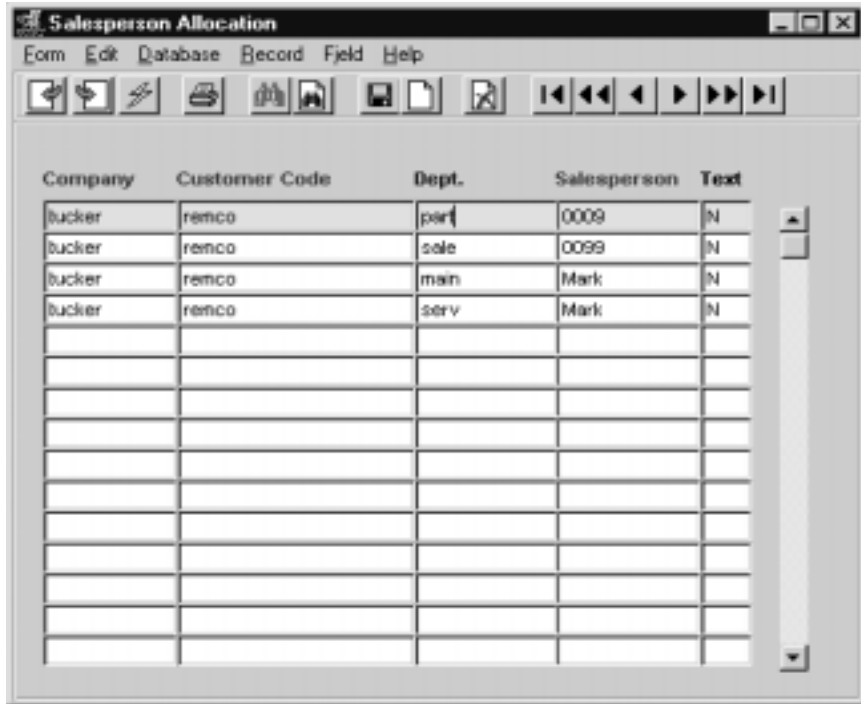 Salesperson Allocation
Form Edit Database Record Field Help
Company Customer Code Dept. Salesperson Text
tucker remco part 0009 N
tucker remco sale 0099 N
tucker remco main Mark N
tucker remco serv Mark N